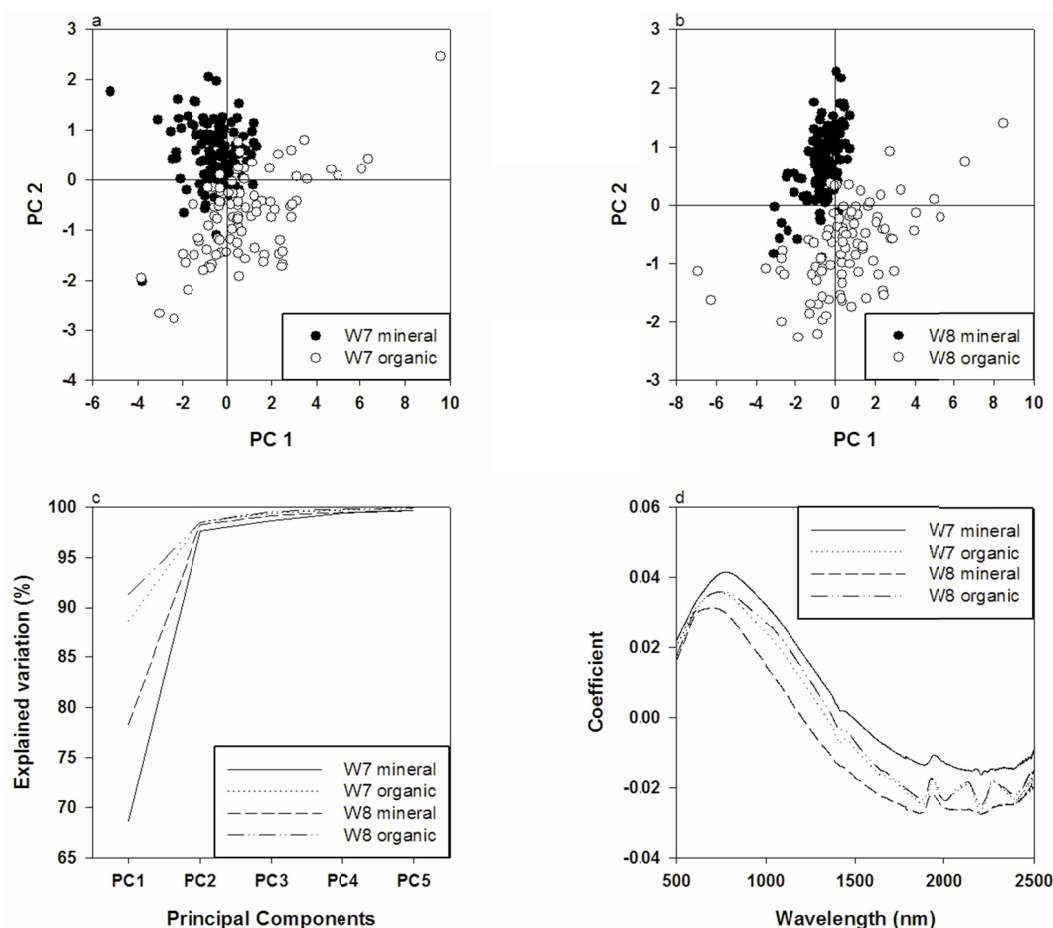 a
3
2
1
0
-1
-2
-3
-4
PC 2
-6 -4 -2 0 2 4 6 8 10
PC 1
W7 mineral
W7 organic
b
3
2
1
0
-1
-2
-3
PC 2
-8 -6 -4 -2 0 2 4 6 8 10
PC 1
W8 mineral
W8 organic
c
100
95
90
85
80
75
70
65
Explained variation (%)
PC1 PC2 PC3 PC4 PC5
Principal Components
W7 mineral
W7 organic
W8 mineral
W8 organic
d
0.06
0.04
0.02
0.00
-0.02
-0.04
Coefficient
500 1000 1500 2000 2500
Wavelength (nm)
W7 mineral
W7 organic
W8 mineral
W8 organic